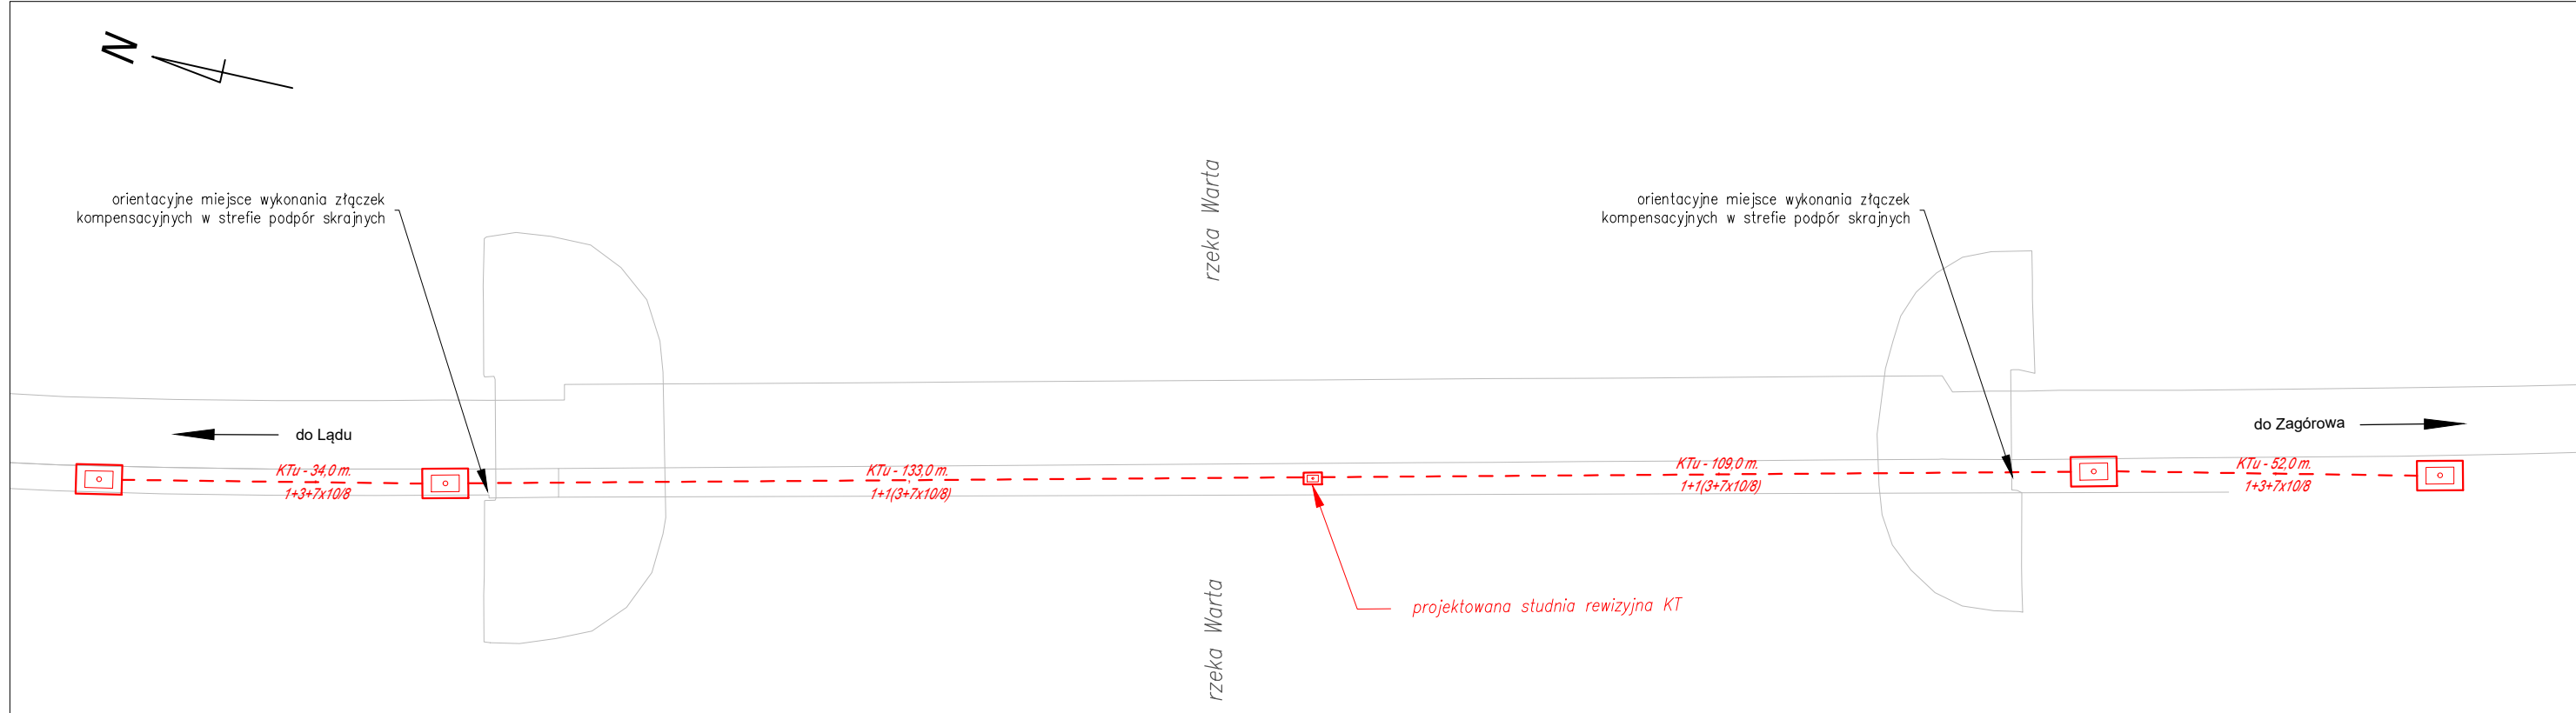 N
orientacyjne miejsce wykonania złączek
kompensacyjnych w strefie podpór skrajnych
rzeka Warta
orientacyjne miejsce wykonania złączek
kompensacyjnych w strefie podpór skrajnych
do Lądu
do Zagórowa
KTu - 34,0 m.
1+3+7x10/8
KTu - 133,0 m.
1+1(3+7x10/8)
KTu - 109,0 m.
1+1(3+7x10/8)
KTu - 52,0 m.
1+3+7x10/8
projektowana studnia rewizyjna KT
rzeka Warta